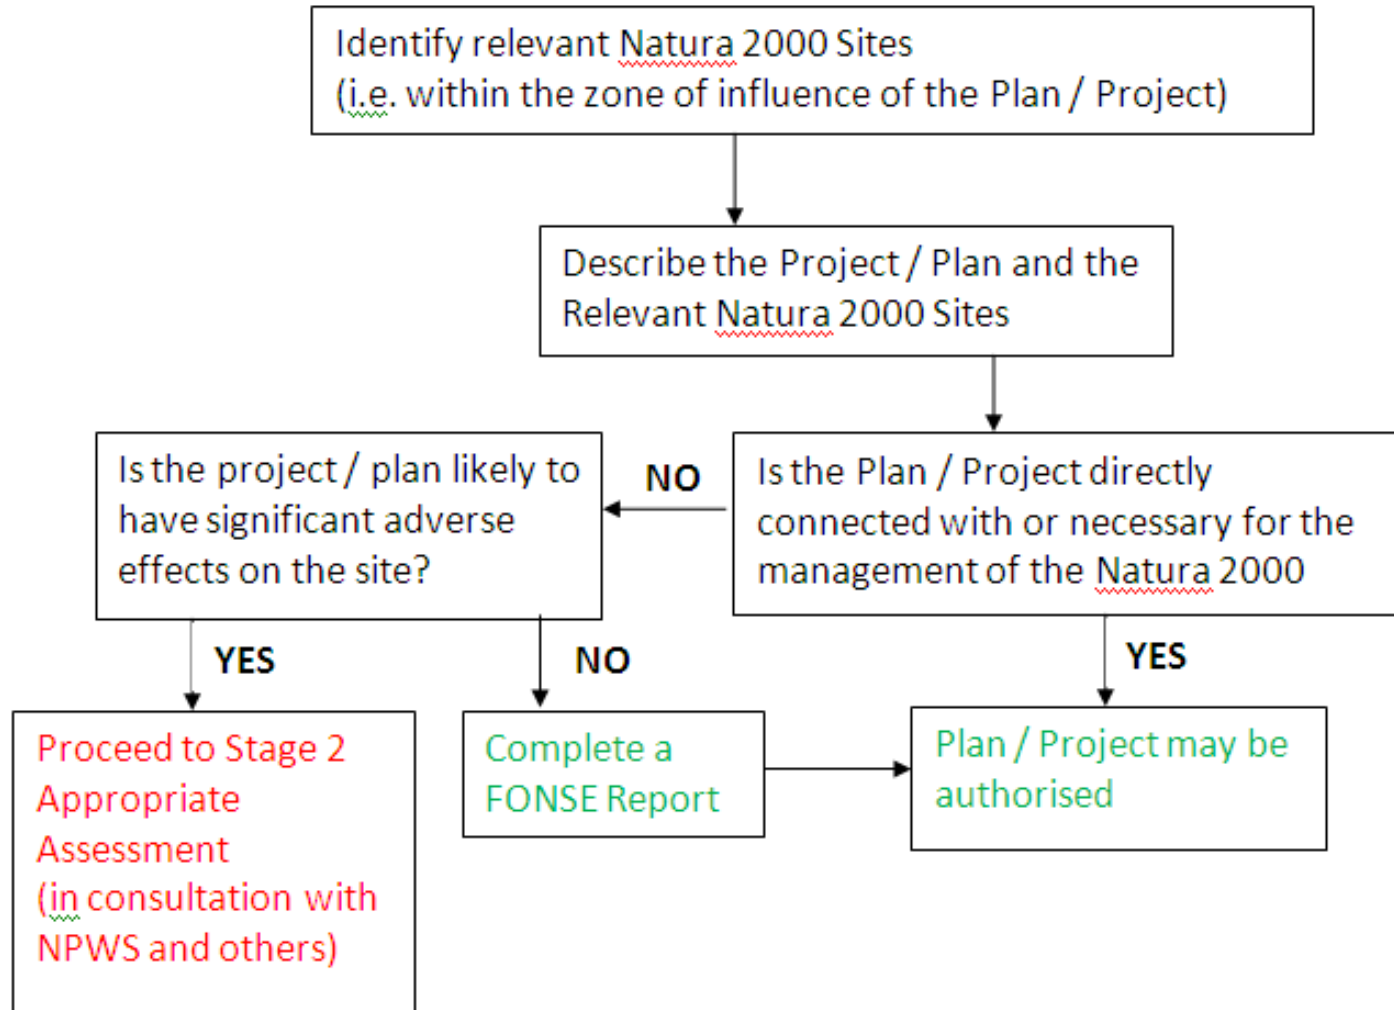 Identify relevant Natura 2000 Sites
(i.e. within the zone of influence of the Plan / Project)
Describe the Project / Plan and the
Relevant Natura 2000 Sites
Is the Plan / Project directly
connected with or necessary for the
management of the Natura 2000
NO
Is the project / plan likely to
have significant adverse
effects on the site?
YES
NO
YES
Proceed to Stage 2
Appropriate
Assessment
(in consultation with
NPWS and others)
Complete a
FONSE Report
Plan / Project may be
authorised